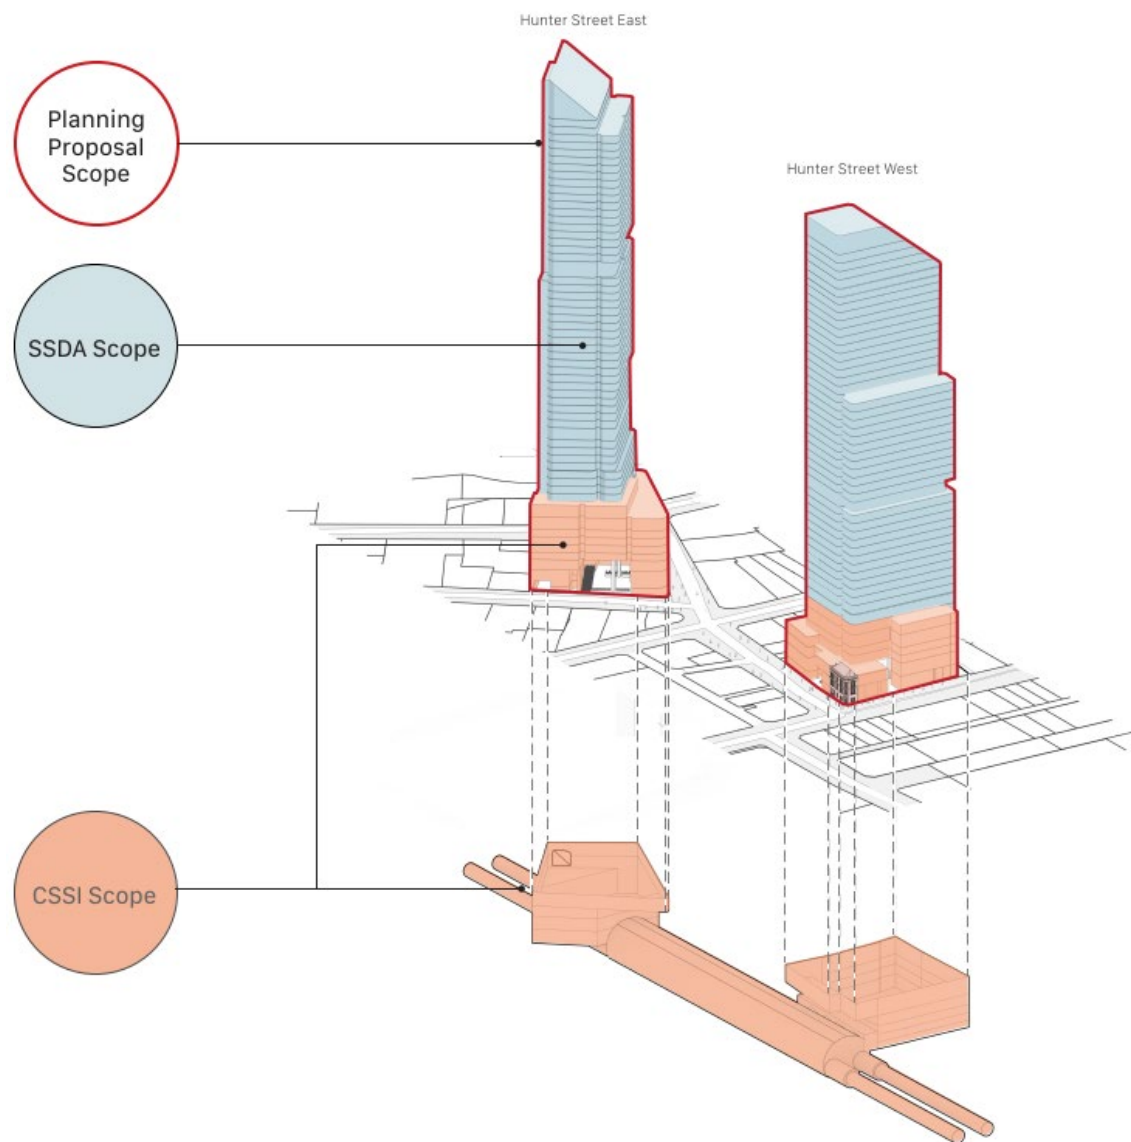 Hunter Street East
Planning
Proposal
Scope
Hunter Street West
SSDA Scope
CSSI Scope